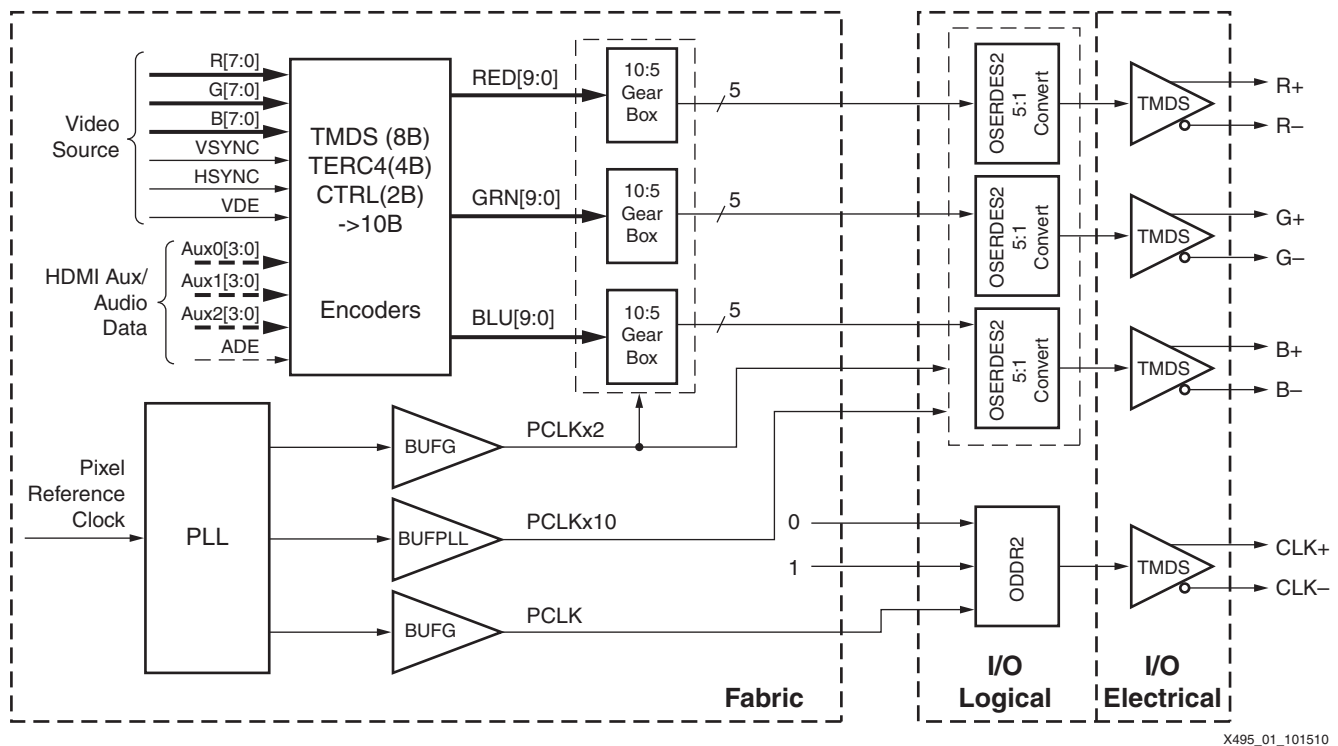 R[7:0]
G[7:0]
B[7:0]
VSYNC
HSYNC
VDE
Video
Source
Aux0[3:0]
Aux1[3:0]
Aux2[3:0]
ADE
HDMI Aux/
Audio
Data
TMDS (8B)
TERC4(4B)
CTRL(2B)
->10B
Encoders
RED[9:0]
GRN[9:0]
BLU[9:0]
10:5
Gear
Box
10:5
Gear
Box
10:5
Gear
Box
5
5
5
OSERDES2
5:1
Convert
OSERDES2
5:1
Convert
OSERDES2
5:1
Convert
TMDS
R+
R–
TMDS
G+
G–
TMDS
B+
B–
Pixel
Reference
Clock
PLL
BUFG
PCLKx2
BUFPLL
PCLKx10
BUFG
PCLK
0
1
ODDR2
TMDS
CLK+
CLK–
Fabric
I/O
Logical
I/O
Electrical
X495_01_101510